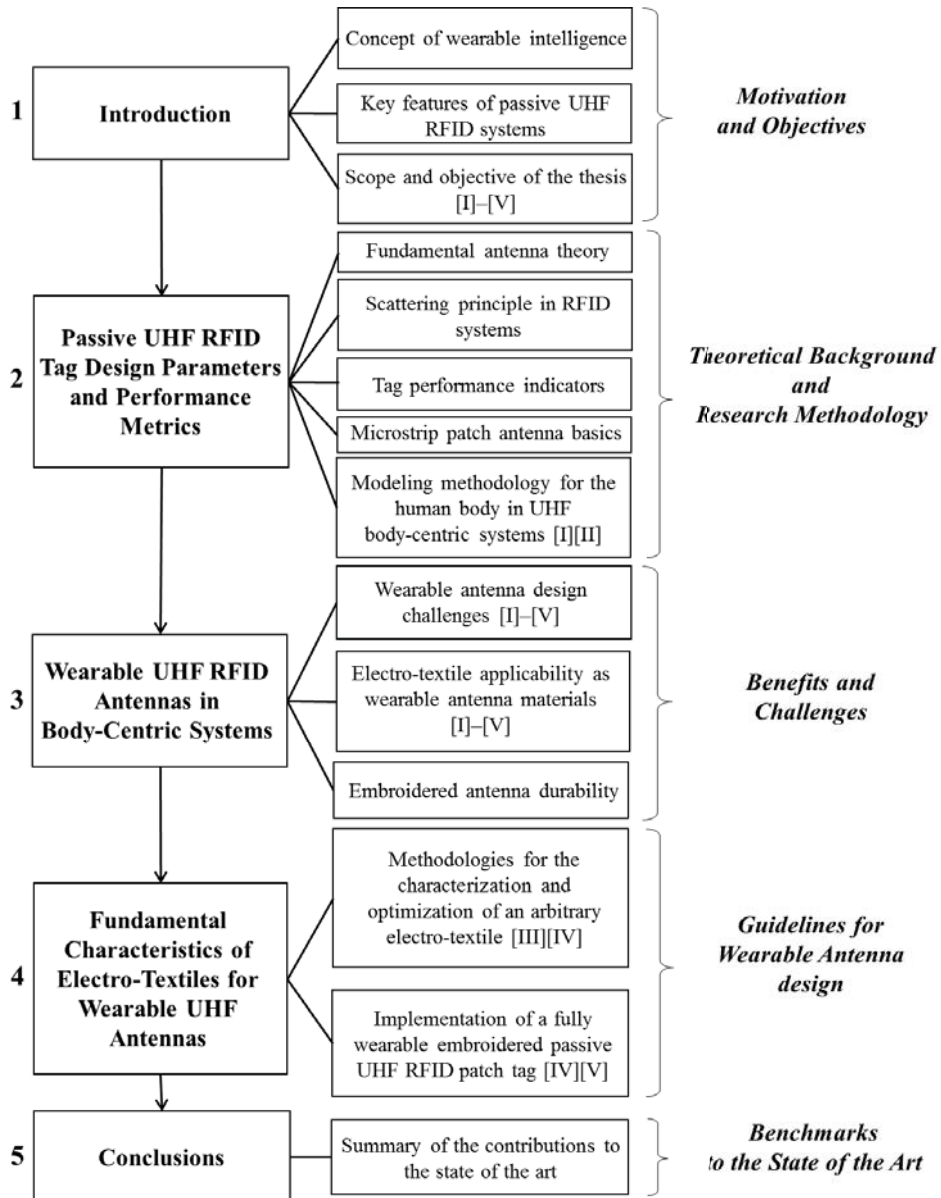 1
Introduction
Concept of wearable intelligence
Key features of passive UHF
RFID systems
Scope and objective of the thesis
[I]–[V]
Motivation
and Objectives
2
Passive UHF RFID
Tag Design Parameters
and Performance
Metrics
Fundamental antenna theory
Scattering principle in RFID
systems
Tag performance indicators
Microstrip patch antenna basics
Modeling methodology for the
human body in UHF
body-centric systems [I][II]
Theoretical Background
and
Research Methodology
3
Wearable UHF RFID
Antennas in
Body-Centric Systems
Wearable antenna design
challenges [I]–[V]
Electro-textile applicability as
wearable antenna materials
[I]–[V]
Embroidered antenna durability
Benefits and
Challenges
4
Fundamental
Characteristics of
Electro-Textiles for
Wearable UHF
Antennas
Methodologies for the
characterization and
optimization of an arbitrary
electro-textile [III][IV]
Implementation of a fully
wearable embroidered passive
UHF RFID patch tag [IV][V]
Guidelines for
Wearable Antenna
design
5
Conclusions
Summary of the contributions to
the state of the art
Benchmarks
to the State of the Art